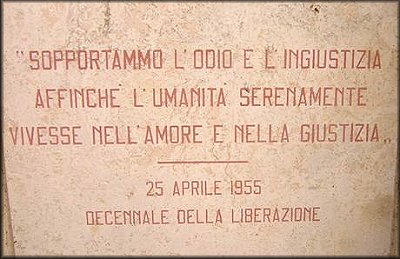 "SOPPORTAMMO L'ODIO E L'INGIUSTIZIA
AFFINCHE L'UMANITA SERENAMENTE
VIVESSE NELL'AMORE E NELLA GIUSTIZIA„
25 APRILE 1955
DECENNALE DELLA LIBERAZIONE